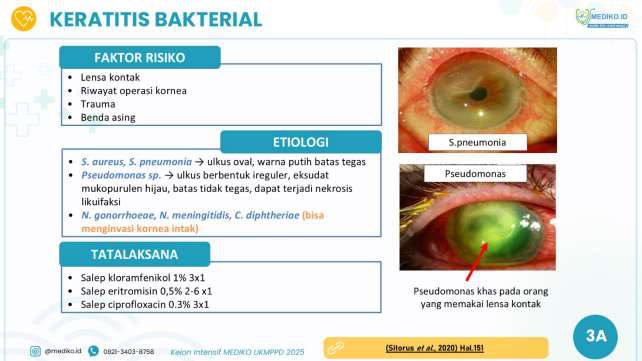 KERATITIS BAKTERIAL
MEDIKO.ID
FAKTOR RISIKO
• Lensa kontak
• Riwayat operasi kornea
• Trauma
• Benda asing
ETIOLOGI
• S. aureus, S. pneumonia → ulkus oval, warna putih batas tegas
• Pseudomonas sp. → ulkus berbentuk ireguler, eksudat
mukopurulen hijau, batas tidak tegas, dapat terjadi nekrosis
likuifaksi
• N. gonorrhoeae, N. meningitidis, C. diphtheriae (bisa
menginvasi kornea intak)
TATALAKSANA
• Salep kloramfenikol 1% 3x1
• Salep eritromisin 0,5% 2-6 x1
• Salep ciprofloxacin 0.3% 3x1
S.pneumonia
Pseudomonas
Pseudomonas khas pada orang
yang memakai lensa kontak
3A
@mediko.id
0821-3403-8758
Kelon Intensif MEDIKO UKMPPD 2025
(Sitorus et al., 2020) Hal.151